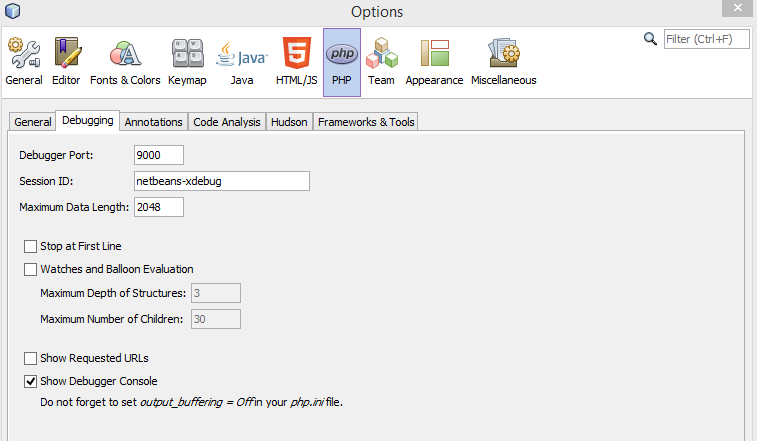 Options
Filter (Ctrl+F)
General Editor Fonts & Colors Keymap Java HTML/JS PHP Team Appearance Miscellaneous
General Debugging Annotations Code Analysis Hudson Frameworks & Tools
Debugger Port: 9000
Session ID: netbeans-xdebug
Maximum Data Length: 2048
Stop at First Line
Watches and Balloon Evaluation
Maximum Depth of Structures: 3
Maximum Number of Children: 30
Show Requested URLs
Show Debugger Console
Do not forget to set output_buffering = Off in your php.ini file.